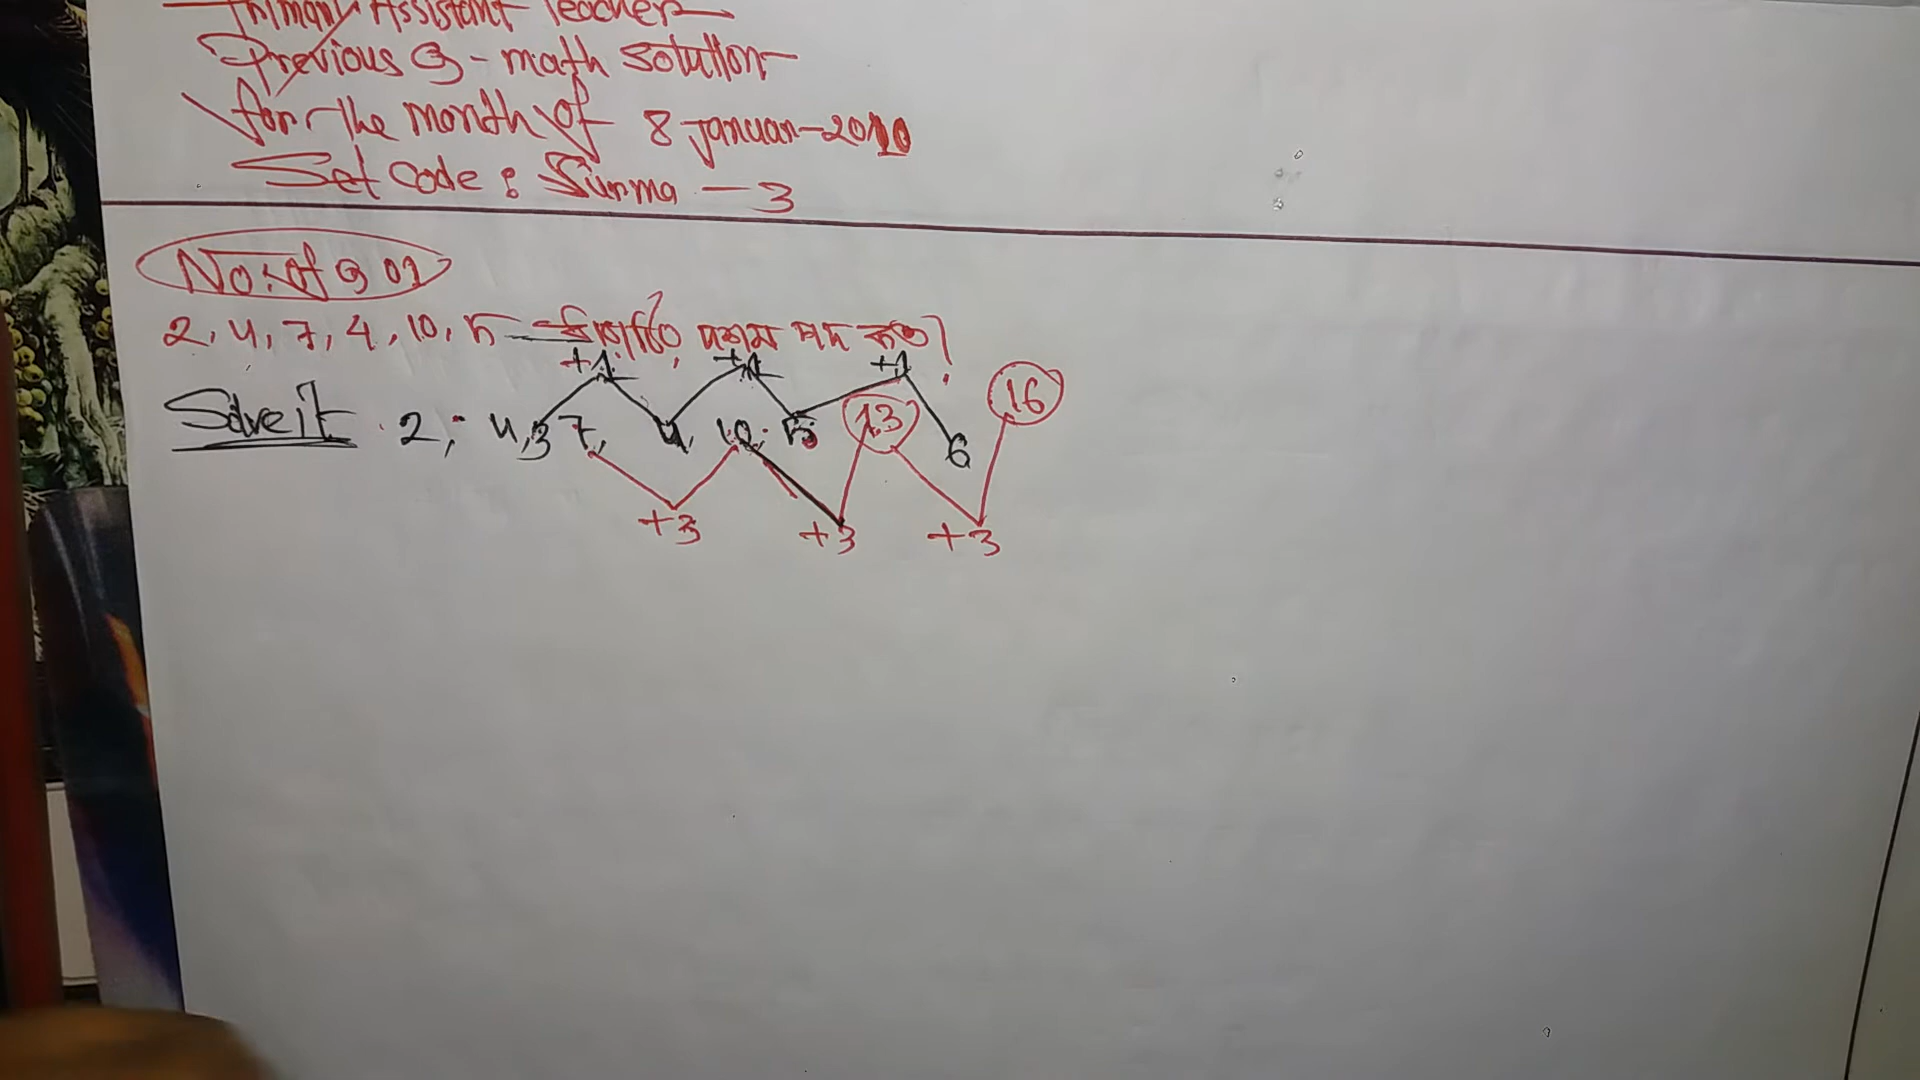 Primary Assistant Teacher
Previous Q - math solution
for the month of 8 januar-2010
Set code : Surma - 3
No: of Q 01
2, 4, 7, 4, 10, 5 দশম পদ কত?
+1 +1 +1
Solve it 2, 4, 3 7, 4, 10, 5 13 6 16
+3 +3 +3